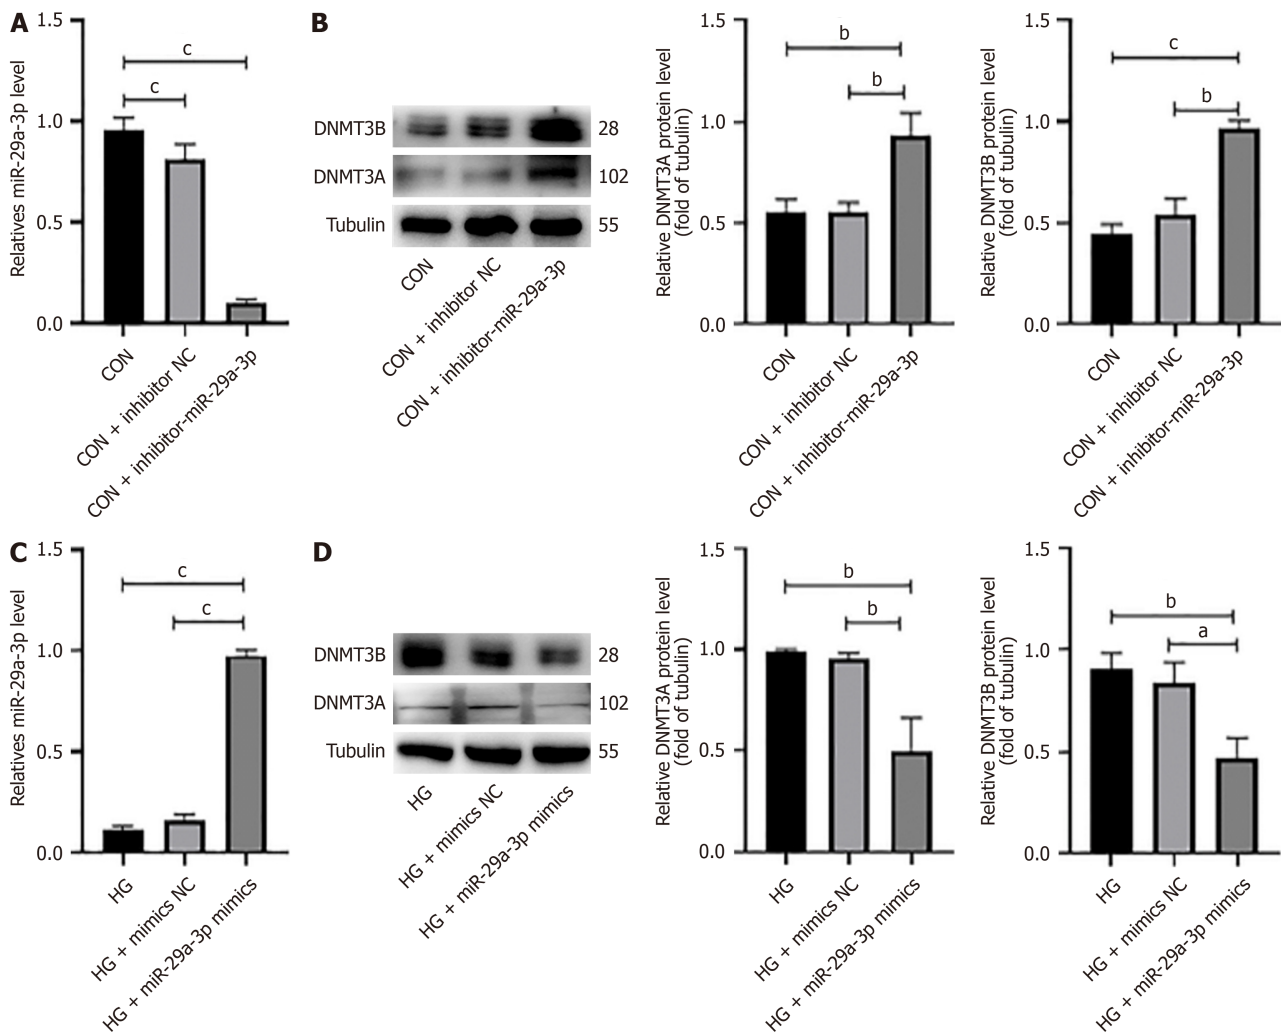 A
Relatives miR-29a-3p level
1.5
1.0
0.5
0.0
c
c
CON
CON + inhibitor NC
CON + inhibitor-miR-29a-3p
B
DNMT3B 28
DNMT3A 102
Tubulin 55
CON
CON + inhibitor NC
CON + inhibitor-miR-29a-3p
Relative DNMT3A protein level
(fold of tubulin)
1.5
1.0
0.5
0.0
b
b
CON
CON + inhibitor NC
CON + inhibitor-miR-29a-3p
Relative DNMT3B protein level
(fold of tubulin)
1.5
1.0
0.5
0.0
c
b
CON
CON + inhibitor NC
CON + inhibitor-miR-29a-3p
C
Relatives miR-29a-3p level
1.5
1.0
0.5
0.0
c
c
HG
HG + mimics NC
HG + miR-29a-3p mimics
D
DNMT3B 28
DNMT3A 102
Tubulin 55
HG
HG + mimics NC
HG + miR-29a-3p mimics
Relative DNMT3A protein level
(fold of tubulin)
1.5
1.0
0.5
0.0
b
b
HG
HG + mimics NC
HG + miR-29a-3p mimics
Relative DNMT3B protein level
(fold of tubulin)
1.5
1.0
0.5
0.0
b
a
HG
HG + mimics NC
HG + miR-29a-3p mimics